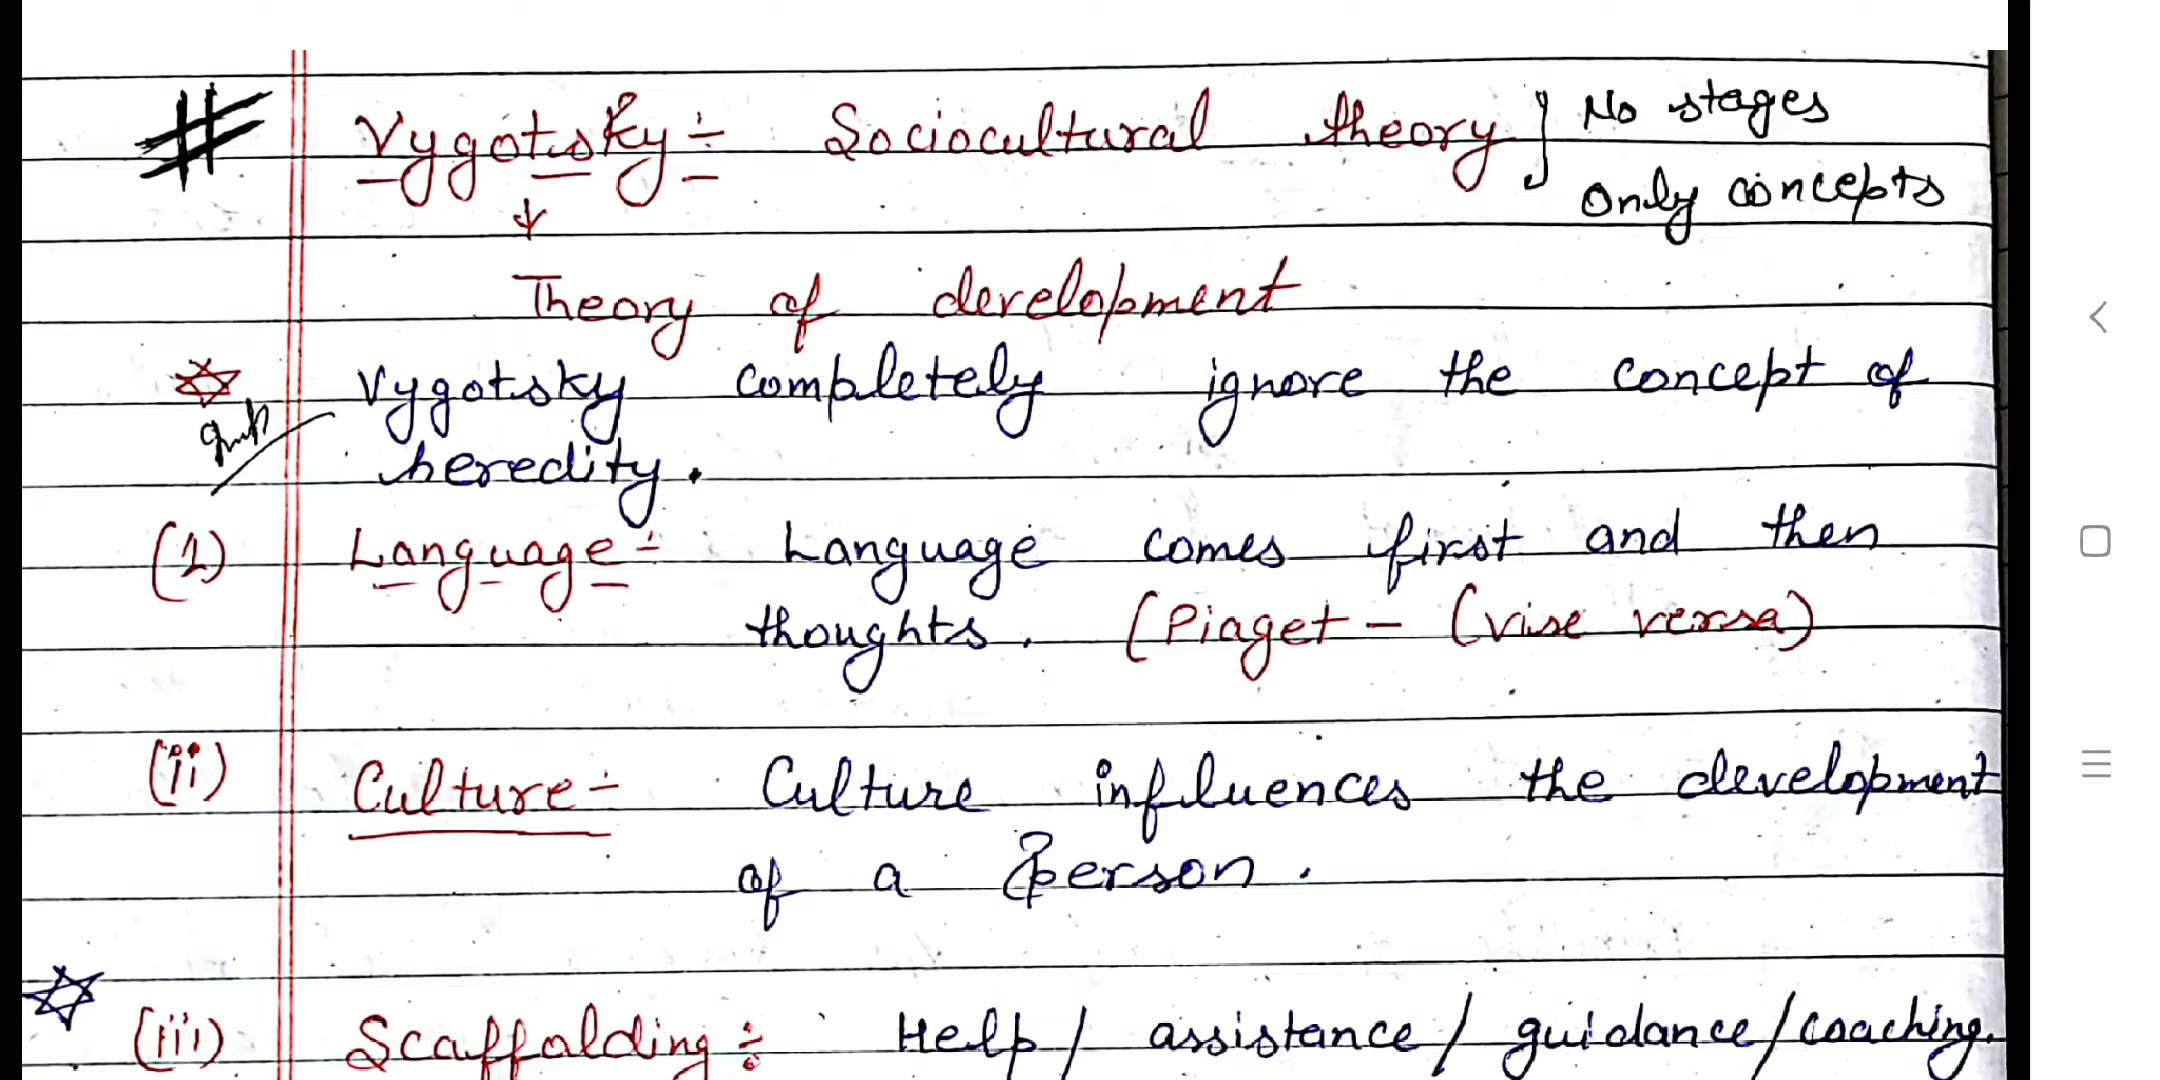 # Vygotsky :- Sociocultural theory } No stages
Only concepts
↓
Theory of development
Vygotsky completely ignore the concept of
heredity.
(1) Language :- Language comes first and then
thoughts. (Piaget - (vise versa)
(ii) Culture :- Culture influences the development
of a person.
(iii) Scaffolding :- Help / assistance / guidance / coaching.